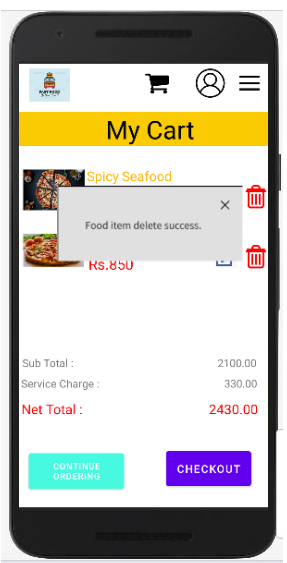 My Cart
Spicy Seafood
Food item delete success.
Rs.850
Sub Total :
2100.00
Service Charge :
330.00
Net Total :
2430.00
CONTINUE
ORDERING
CHECKOUT